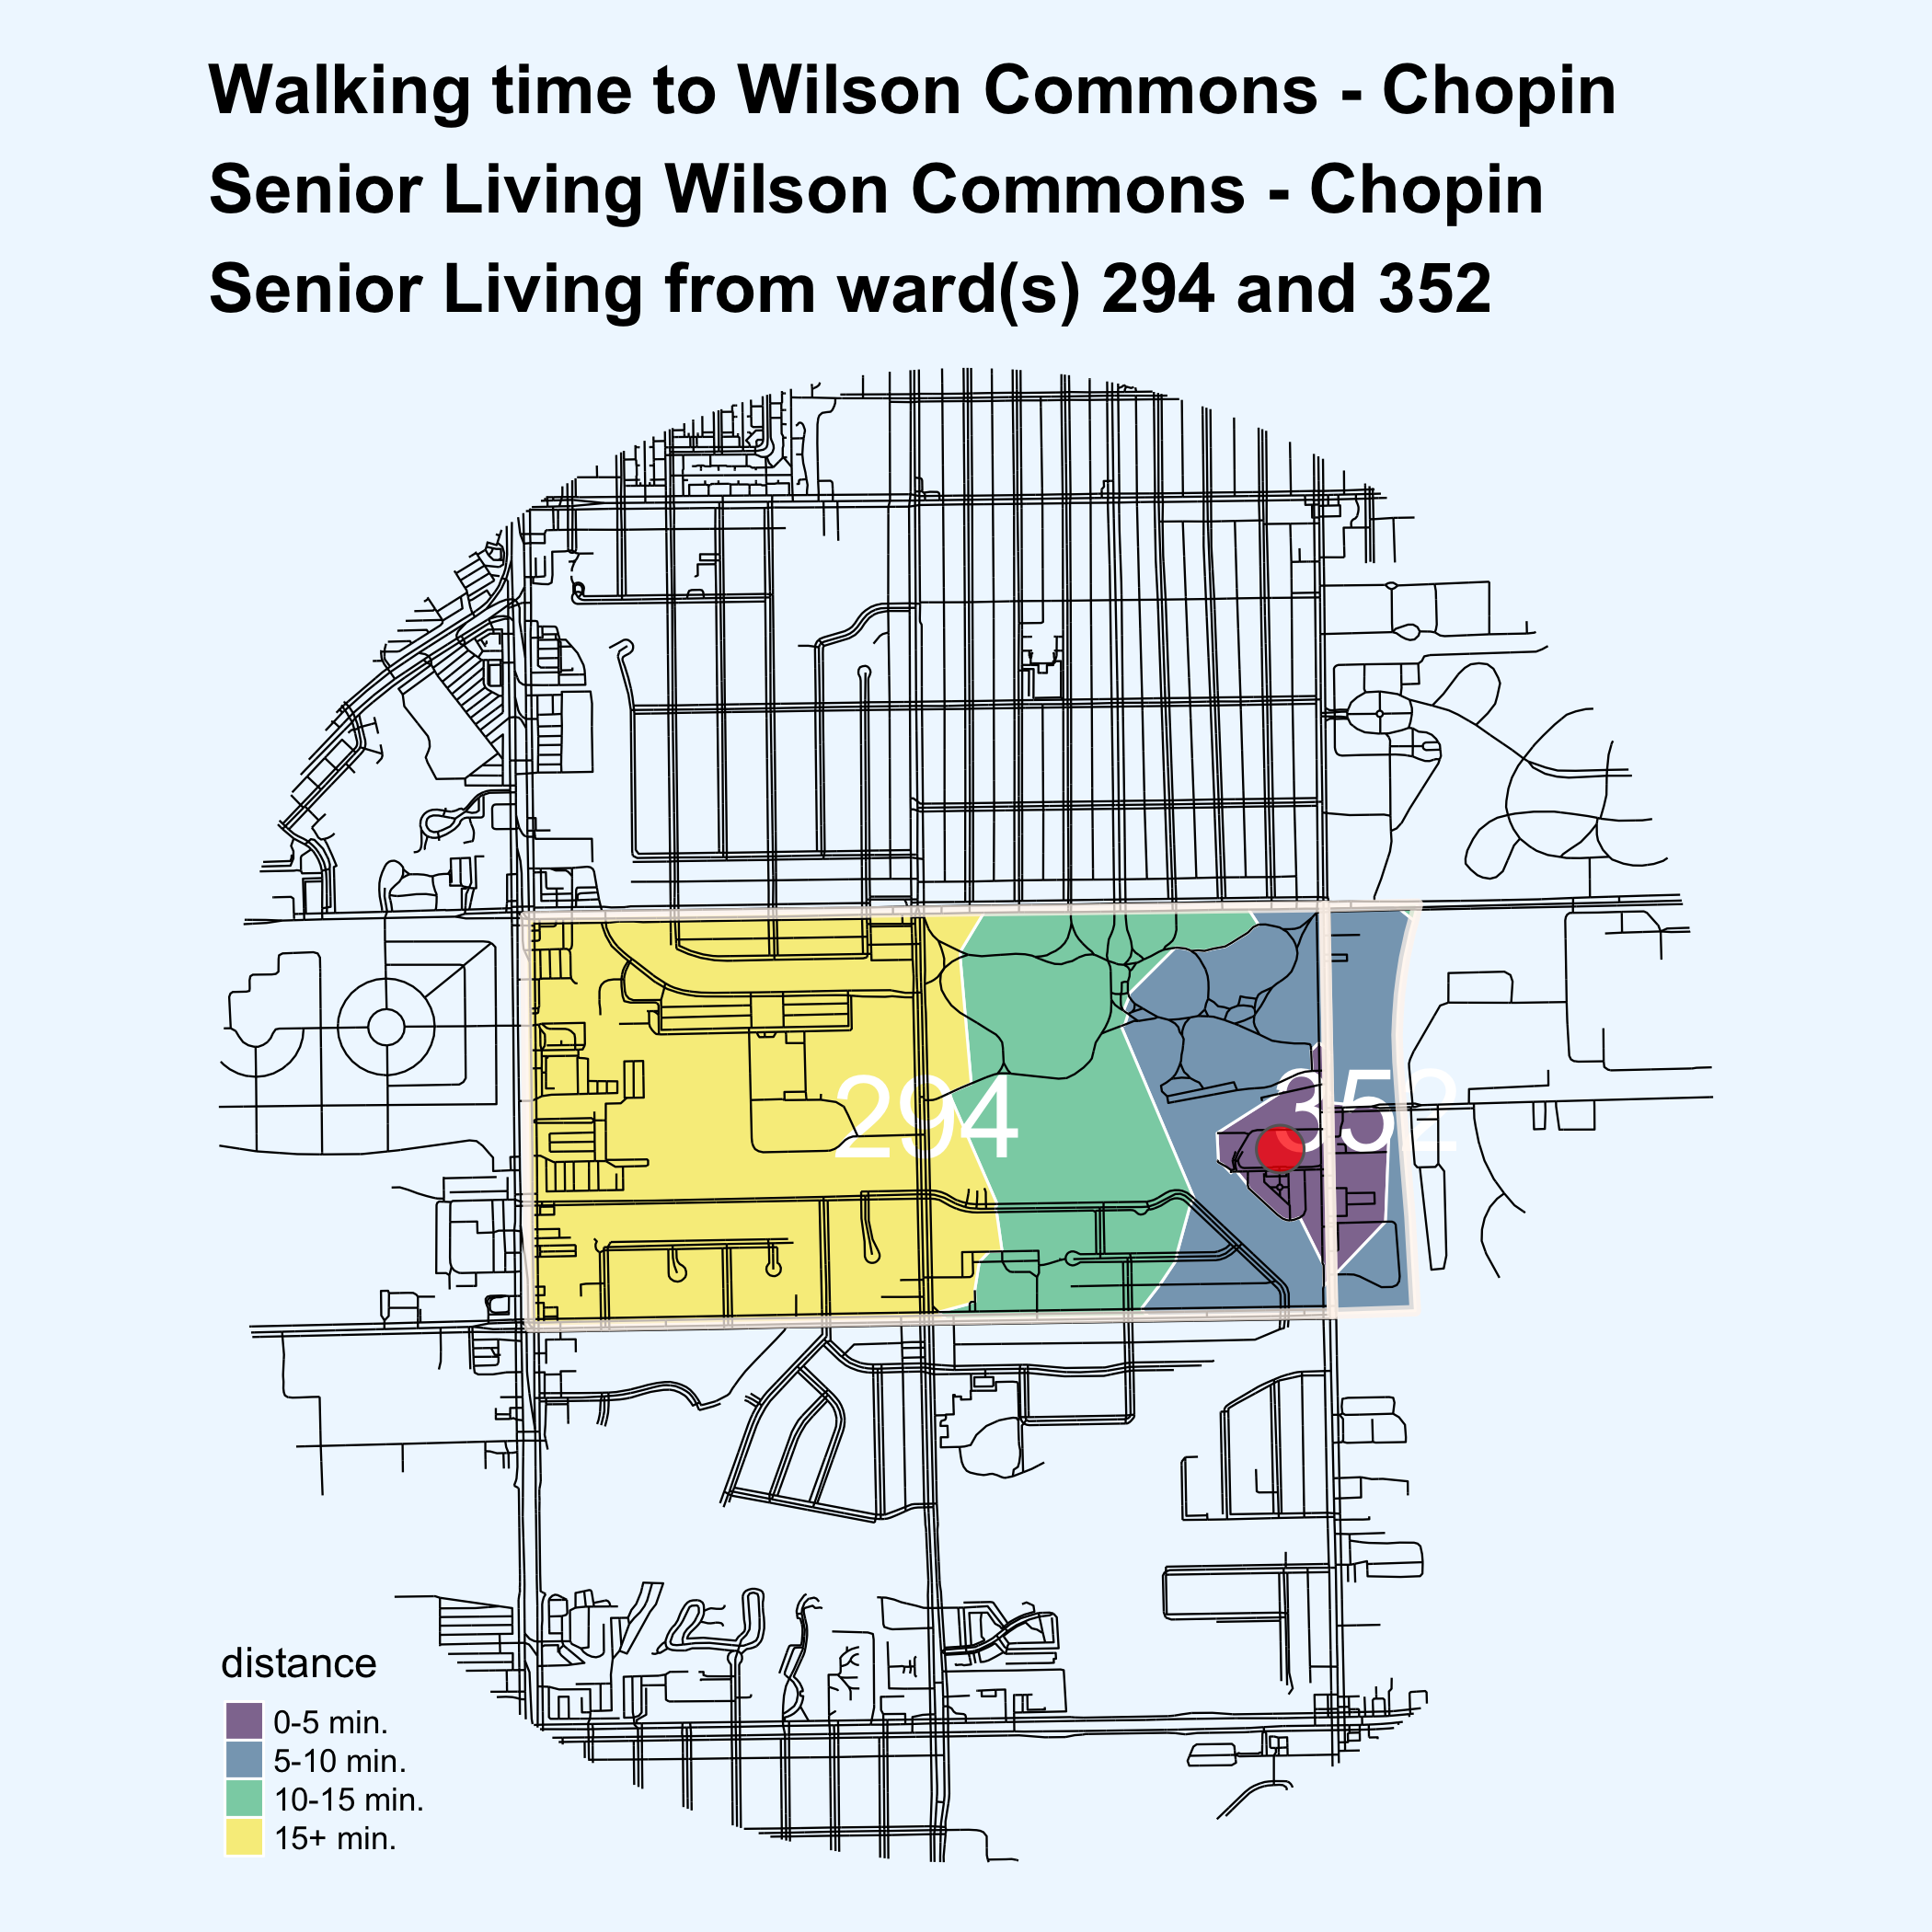 Walking time to Wilson Commons - Chopin
Senior Living Wilson Commons - Chopin
Senior Living from ward(s) 294 and 352
294
352
distance
0-5 min.
5-10 min.
10-15 min.
15+ min.